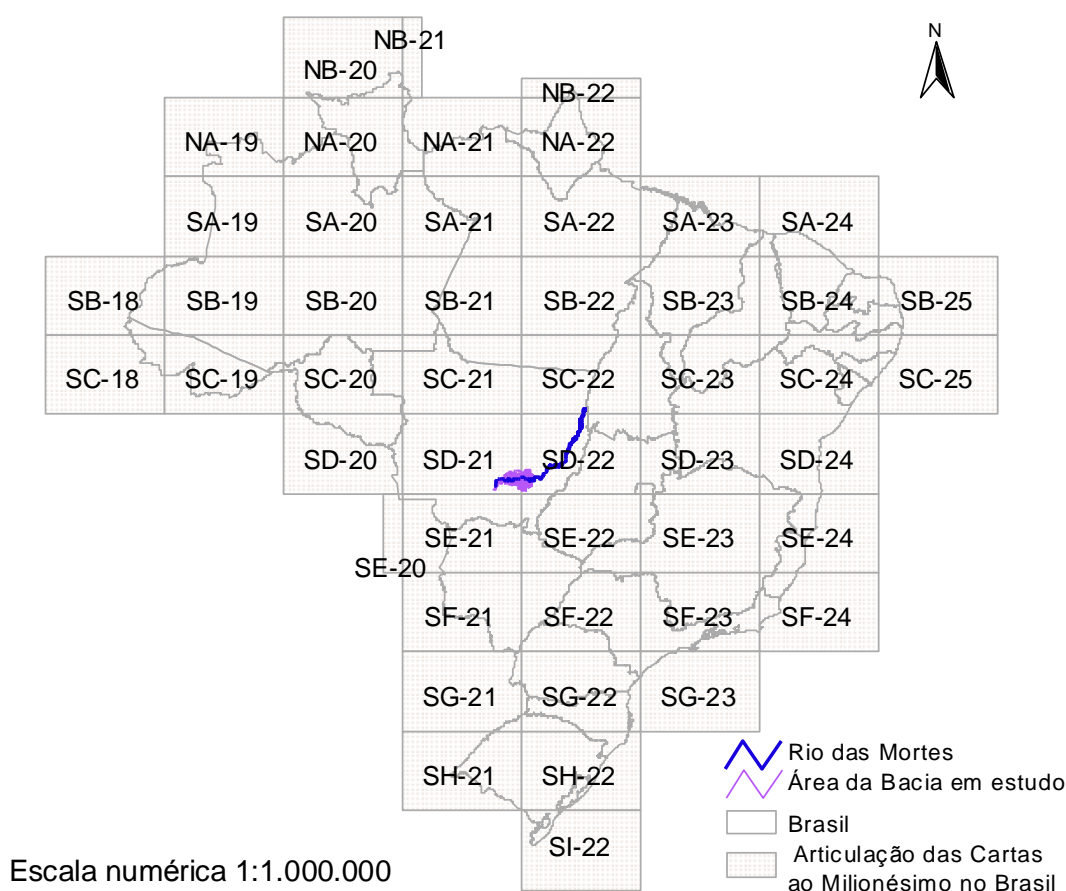 NB-21
N
NB-20
NB-22
NA-19 NA-20 NA-21 NA-22
SA-19 SA-20 SA-21 SA-22 SA-23 SA-24
SB-18 SB-19 SB-20 SB-21 SB-22 SB-23 SB-24 SB-25
SC-18 SC-19 SC-20 SC-21 SC-22 SC-23 SC-24 SC-25
SD-20 SD-21 SD-22 SD-23 SD-24
SE-21 SE-22 SE-23 SE-24
SE-20
SF-21 SF-22 SF-23 SF-24
SG-21 SG-22 SG-23
SH-21 SH-22
SI-22
Rio das Mortes
Área da Bacia em estudo
Brasil
Articulação das Cartas
ao Milionésimo no Brasil
Escala numérica 1:1.000.000